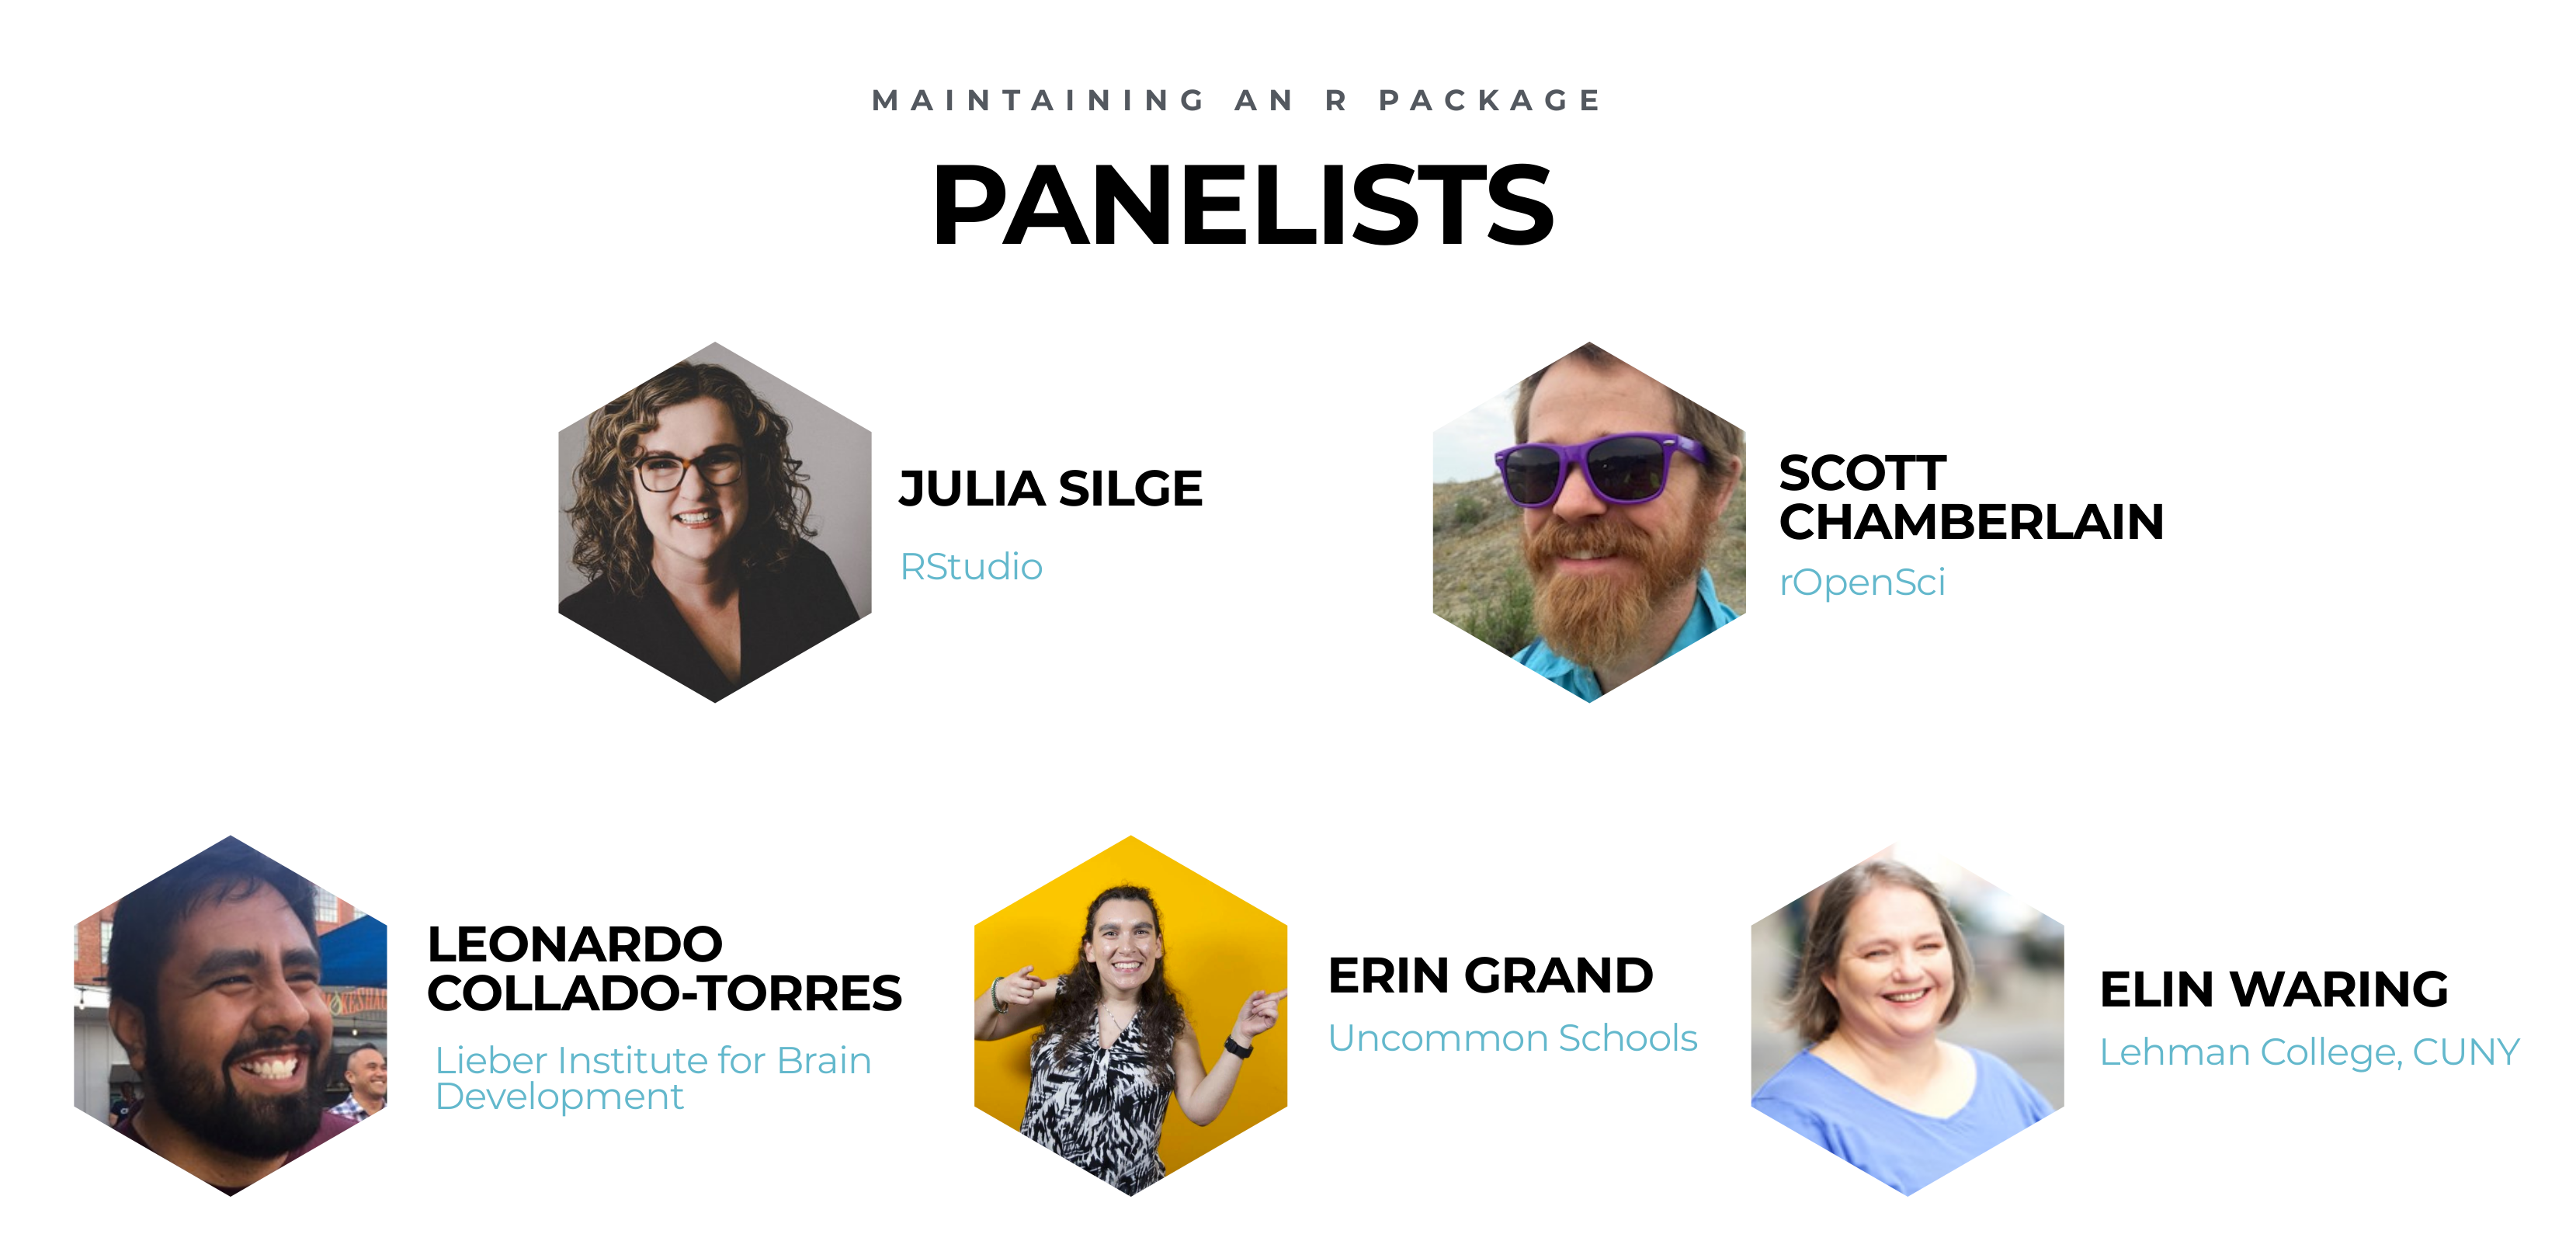 MAINTAINING AN R PACKAGE
PANELISTS
JULIA SILGE
RStudio
SCOTT
CHAMBERLAIN
rOpenSci
LEONARDO
COLLADO-TORRES
Lieber Institute for Brain
Development
ERIN GRAND
Uncommon Schools
ELIN WARING
Lehman College, CUNY